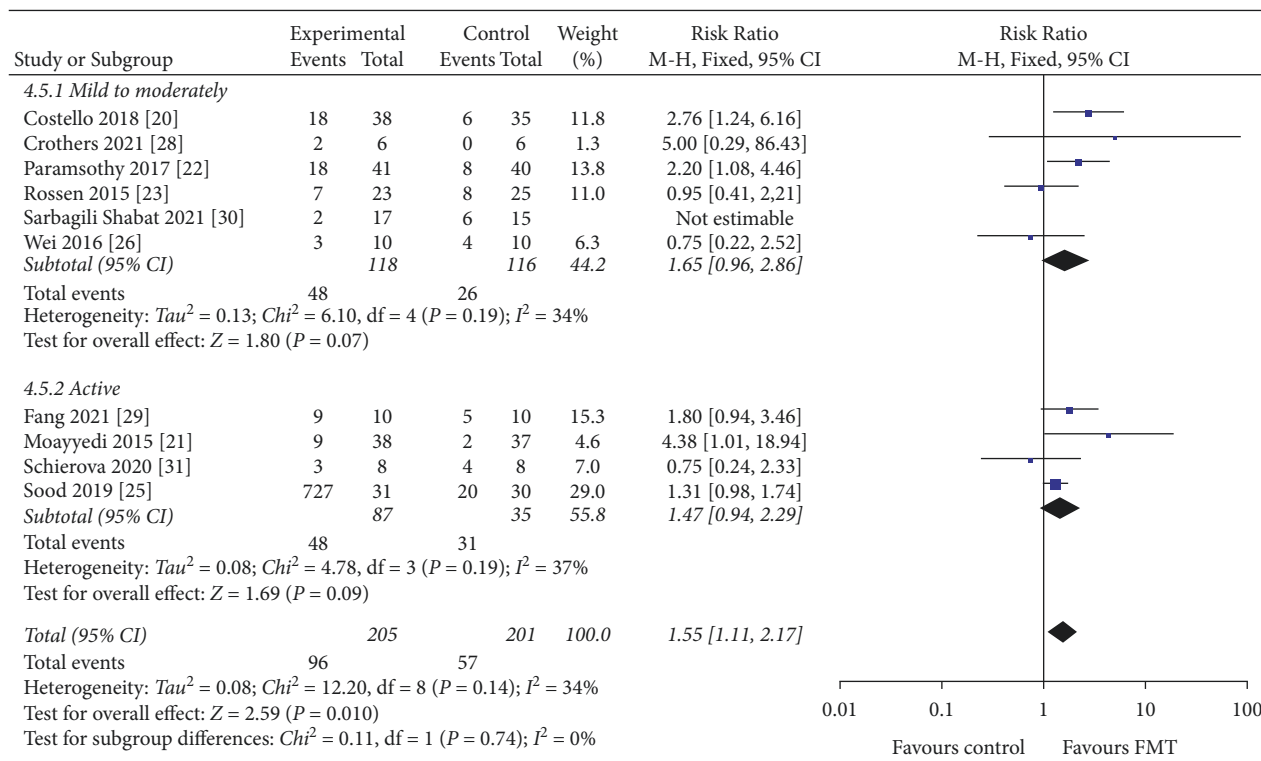 Experimental Control Weight Risk Ratio Risk Ratio
Study or Subgroup Events Total Events Total (%) M-H, Fixed, 95% CI M-H, Fixed, 95% CI
4.5.1 Mild to moderately
Costello 2018 [20] 18 38 6 35 11.8 2.76 [1.24, 6.16]
Crothers 2021 [28] 2 6 0 6 1.3 5.00 [0.29, 86.43]
Paramsothy 2017 [22] 18 41 8 40 13.8 2.20 [1.08, 4.46]
Rossen 2015 [23] 7 23 8 25 11.0 0.95 [0.41, 2,21]
Sarbagili Shabat 2021 [30] 2 17 6 15 Not estimable
Wei 2016 [26] 3 10 4 10 6.3 0.75 [0.22, 2.52]
Subtotal (95% CI) 118 116 44.2 1.65 [0.96, 2.86]
Total events 48 26
Heterogeneity: Tau² = 0.13; Chi² = 6.10, df = 4 (P = 0.19); I² = 34%
Test for overall effect: Z = 1.80 (P = 0.07)
4.5.2 Active
Fang 2021 [29] 9 10 5 10 15.3 1.80 [0.94, 3.46]
Moayyedi 2015 [21] 9 38 2 37 4.6 4.38 [1.01, 18.94]
Schierova 2020 [31] 3 8 4 8 7.0 0.75 [0.24, 2.33]
Sood 2019 [25] 727 31 20 30 29.0 1.31 [0.98, 1.74]
Subtotal (95% CI) 87 35 55.8 1.47 [0.94, 2.29]
Total events 48 31
Heterogeneity: Tau² = 0.08; Chi² = 4.78, df = 3 (P = 0.19); I² = 37%
Test for overall effect: Z = 1.69 (P = 0.09)
Total (95% CI) 205 201 100.0 1.55 [1.11, 2.17]
Total events 96 57
Heterogeneity: Tau² = 0.08; Chi² = 12.20, df = 8 (P = 0.14); I² = 34%
Test for overall effect: Z = 2.59 (P = 0.010)
Test for subgroup differences: Chi² = 0.11, df = 1 (P = 0.74); I² = 0%
0.01 0.1 1 10 100
Favours control Favours FMT